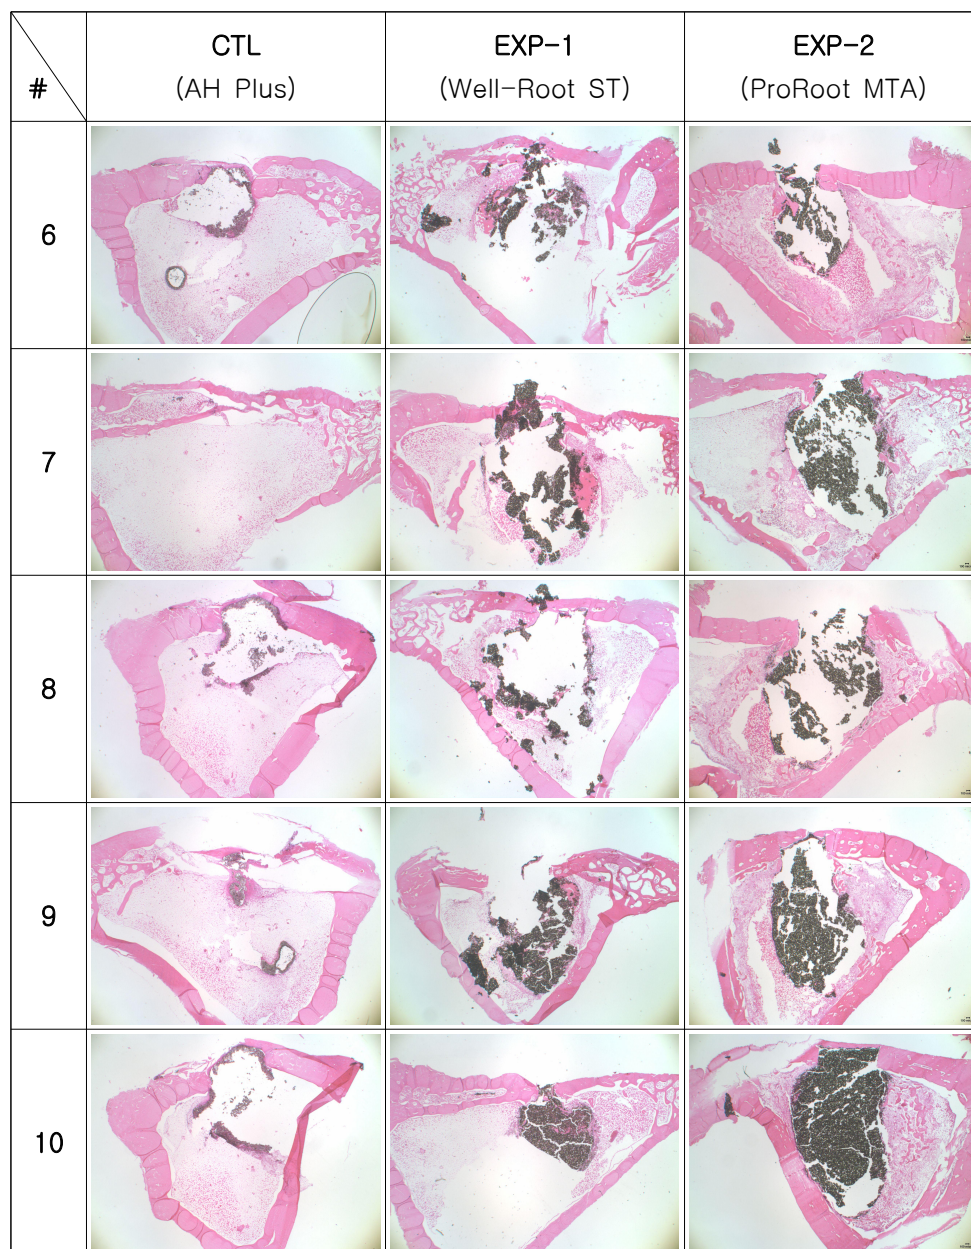 #
CTL
(AH Plus)
EXP-1
(Well-Root ST)
EXP-2
(ProRoot MTA)
6
7
8
9
10